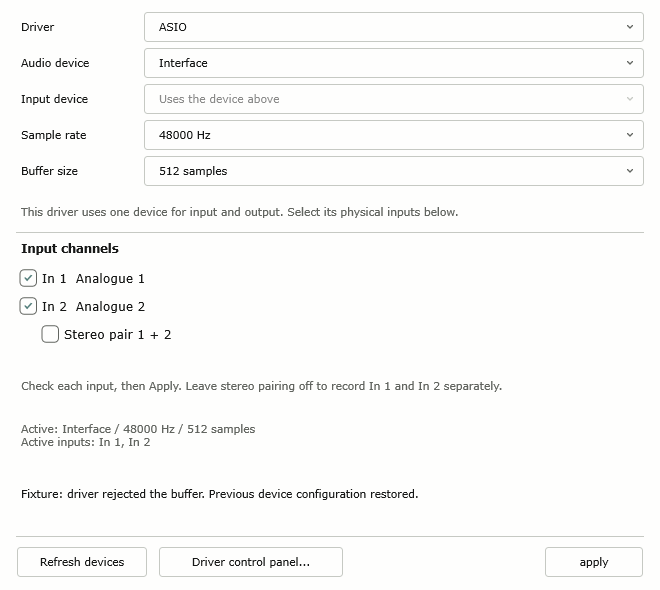 Driver
ASIO
Audio device
Interface
Input device
Uses the device above
Sample rate
48000 Hz
Buffer size
512 samples
This driver uses one device for input and output. Select its physical inputs below.
Input channels
In 1  Analogue 1
In 2  Analogue 2
Stereo pair 1 + 2
Check each input, then Apply. Leave stereo pairing off to record In 1 and In 2 separately.
Active: Interface / 48000 Hz / 512 samples
Active inputs: In 1, In 2
Fixture: driver rejected the buffer. Previous device configuration restored.
Refresh devices
Driver control panel...
apply